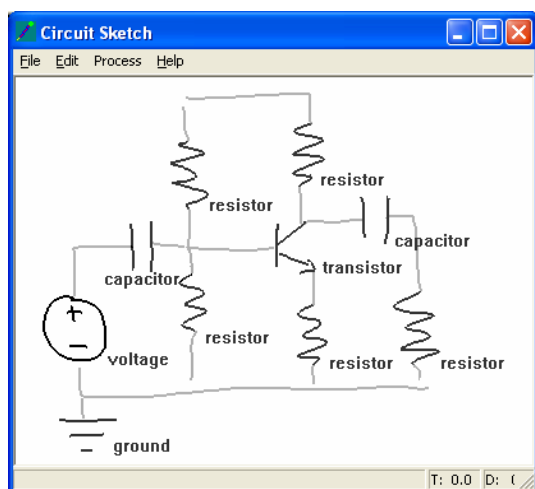 Circuit Sketch
File Edit Process Help
resistor
resistor
capacitor
capacitor
transistor
+
-
voltage
resistor
resistor
resistor
ground
T: 0.0 D: